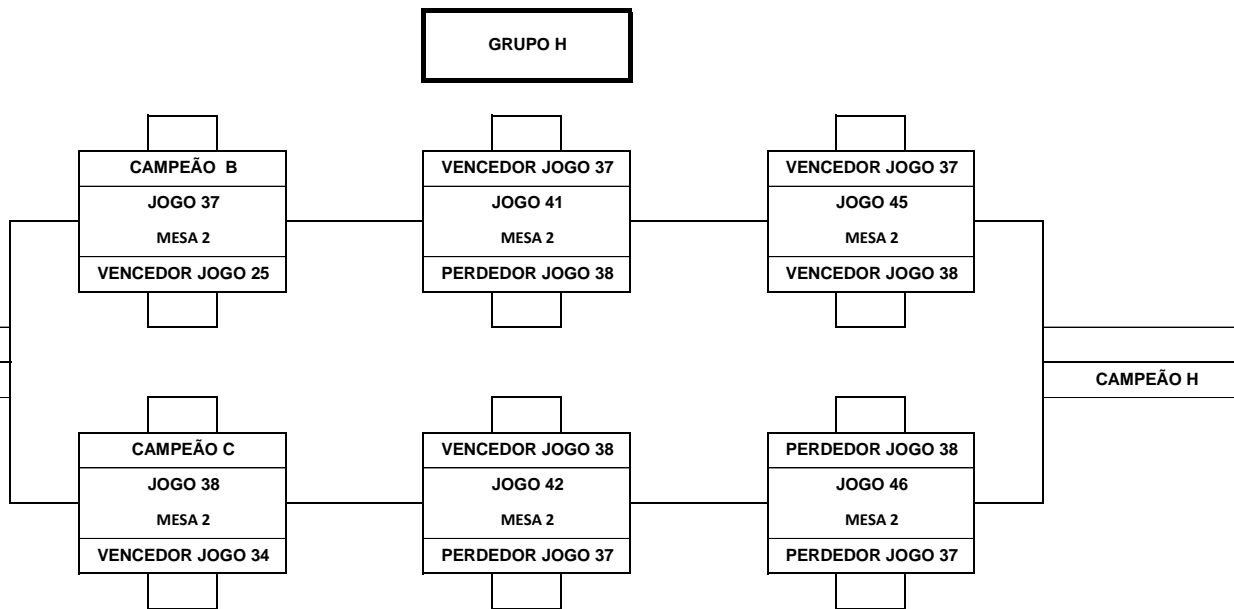 GRUPO H
CAMPEÃO B
JOGO 37
MESA 2
VENCEDOR JOGO 25
VENCEDOR JOGO 37
JOGO 41
MESA 2
PERDEDOR JOGO 38
VENCEDOR JOGO 37
JOGO 45
MESA 2
VENCEDOR JOGO 38
CAMPEÃO H
CAMPEÃO C
JOGO 38
MESA 2
VENCEDOR JOGO 34
VENCEDOR JOGO 38
JOGO 42
MESA 2
PERDEDOR JOGO 37
PERDEDOR JOGO 38
JOGO 46
MESA 2
PERDEDOR JOGO 37